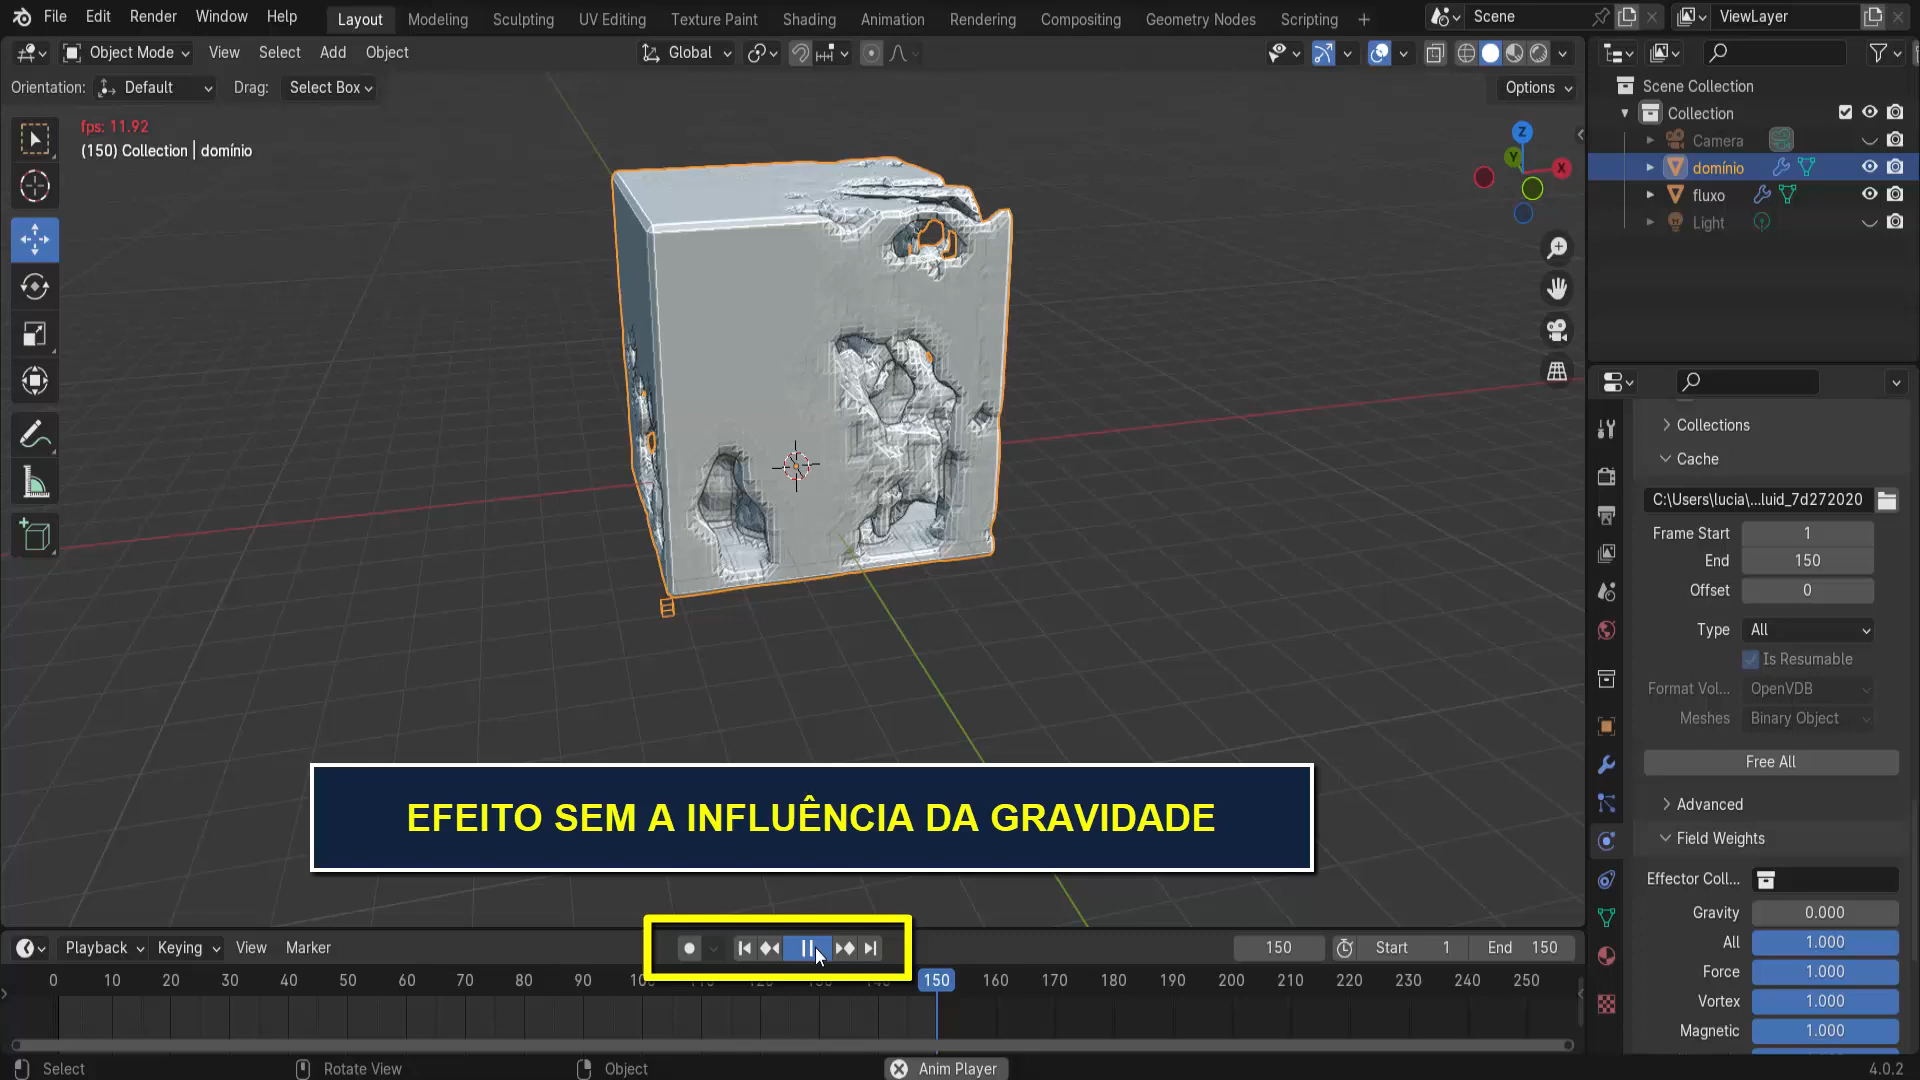 File Edit Render Window Help Layout Modeling Sculpting UV Editing Texture Paint Shading Animation Rendering Compositing Geometry Nodes Scripting + Scene ViewLayer
Object Mode View Select Add Object Global
Orientation: Default Drag: Select Box Options
fps: 11.92
(150) Collection | domínio
Z
Y
X
Scene Collection
Collection
Camera
domínio
fluxo
Light
Collections
Cache
C:\Users\lucia\...luid_7d272020
Frame Start 1
End 150
Offset 0
Type All
Is Resumable
Format Vol... OpenVDB
Meshes Binary Object
Free All
Advanced
Field Weights
Effector Coll...
Gravity 0.000
All 1.000
Force 1.000
Vortex 1.000
Magnetic 1.000
EFEITO SEM A INFLUÊNCIA DA GRAVIDADE
Playback Keying View Marker 150 Start 1 End 150
0 10 20 30 40 50 60 70 80 90 150 160 170 180 190 200 210 220 230 240 250
Select Rotate View Object Anim Player 4.0.2